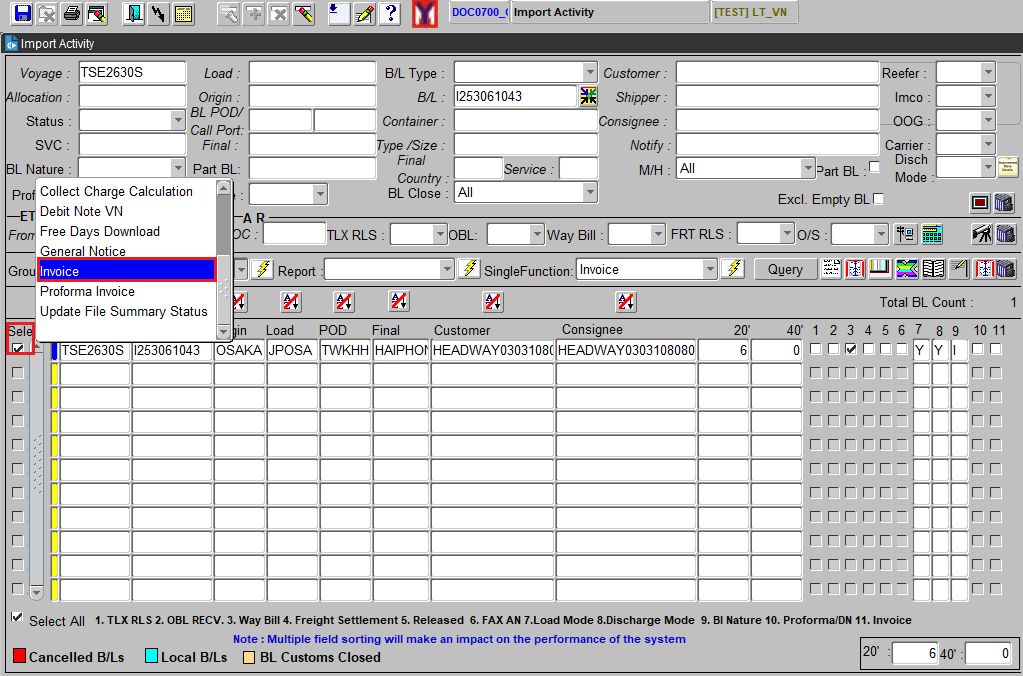 DOC0700_ Import Activity [TEST] LT_VN
Import Activity
Voyage : TSE2630S Load : B/L Type : Customer : Reefer :
Allocation : Origin : B/L : I253061043 Shipper : Imco :
Status : BL POD/ Call Port: Container : Consignee : OOG :
SVC : Final : Type /Size : Notify : Carrier :
BL Nature : Part BL: Final Country : Service : M/H : All Part BL : Disch Mode :
BL Close : All Excl. Empty BL
Collect Charge Calculation
Debit Note VN
Free Days Download
General Notice
Invoice
Proforma Invoice
Update File Summary Status
A R
From OC : TLX RLS : OBL: Way Bill : FRT RLS : O/S :
Grou Report : SingleFunction: Invoice Query
Total BL Count : 1
Sele gin Load POD Final Customer Consignee 20' 40' 1 2 3 4 5 6 7 8 9 10 11
TSE2630S I253061043 OSAKA JPOSA TWKHH HAIPHON HEADWAY03031080 HEADWAY0303108080 6 0 Y Y I
Select All 1. TLX RLS 2. OBL RECV. 3. Way Bill 4. Freight Settlement 5. Released 6. FAX AN 7.Load Mode 8.Discharge Mode 9. Bl Nature 10. Proforma/DN 11. Invoice
Note : Multiple field sorting will make an impact on the performance of the system
Cancelled B/Ls Local B/Ls BL Customs Closed
20' : 6 40' : 0